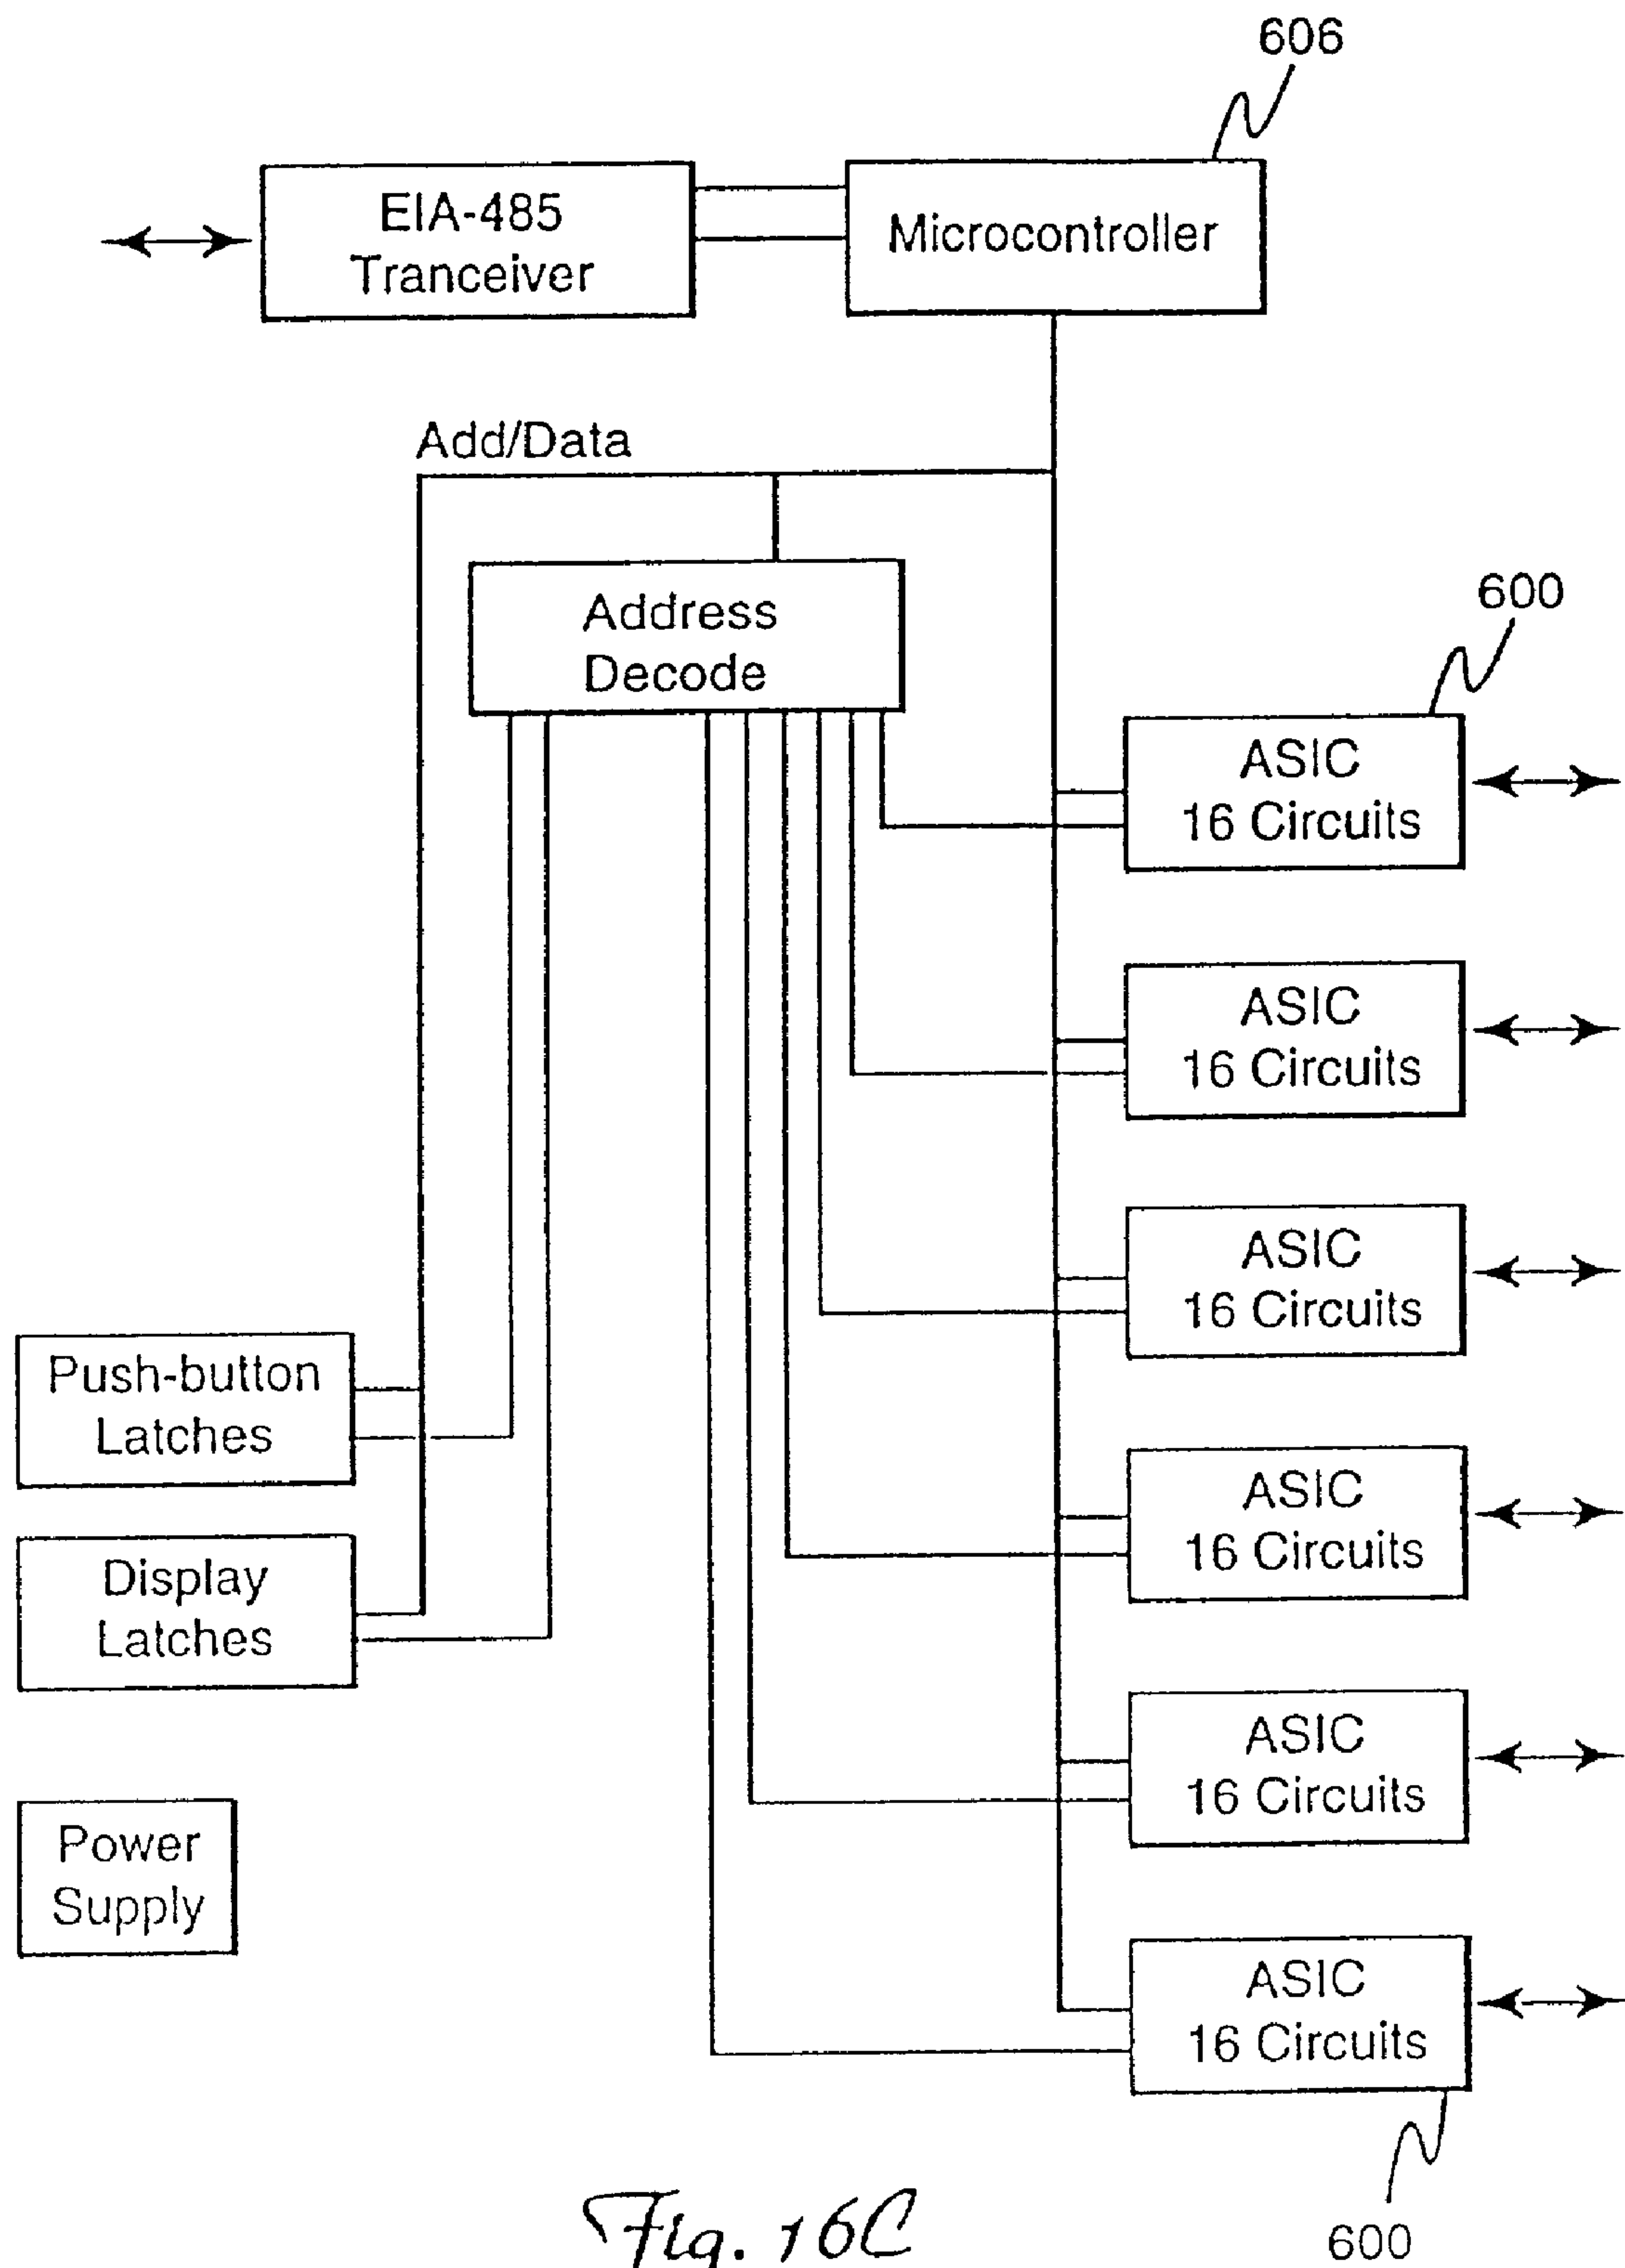 606
EIA-485
Tranceiver
Microcontroller
Add/Data
Address
Decode
600
ASIC
16 Circuits
ASIC
16 Circuits
ASIC
16 Circuits
Push-button
Latches
ASIC
16 Circuits
Display
Latches
ASIC
16 Circuits
Power
Supply
ASIC
16 Circuits
600
Fig. 16C